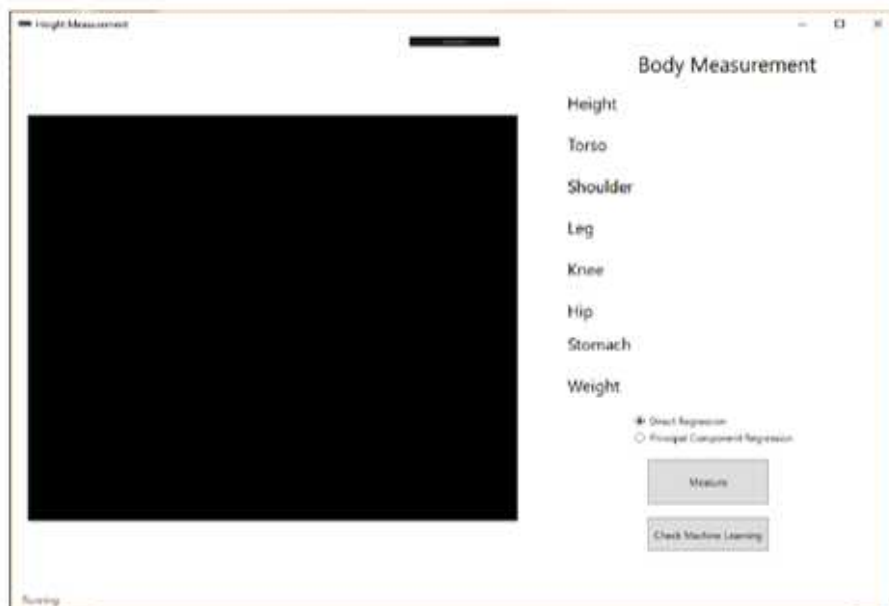 Height Measurement
Body Measurement
Height
Torso
Shoulder
Leg
Knee
Hip
Stomach
Weight
Direct Regression
Principal Component Regression
Measure
Check Machine Learning
Running